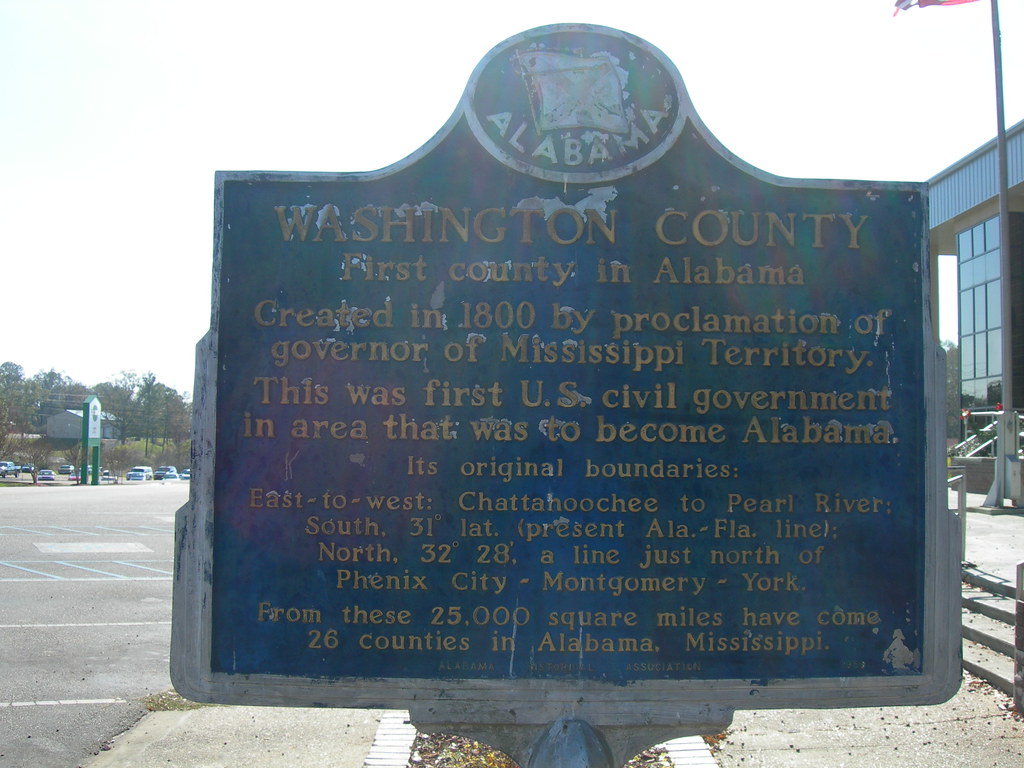 ALABAMA
WASHINGTON COUNTY
First county in Alabama
Created in 1800 by proclamation of
governor of Mississippi Territory.
This was first U.S. civil government
in area that was to become Alabama.
Its original boundaries:
East-to-west: Chattahoochee to Pearl River;
South, 31° lat. (present Ala.-Fla. line);
North, 32° 28', a line just north of
Phenix City - Montgomery - York.
From these 25,000 square miles have come
26 counties in Alabama, Mississippi.
ALABAMA HISTORICAL ASSOCIATION